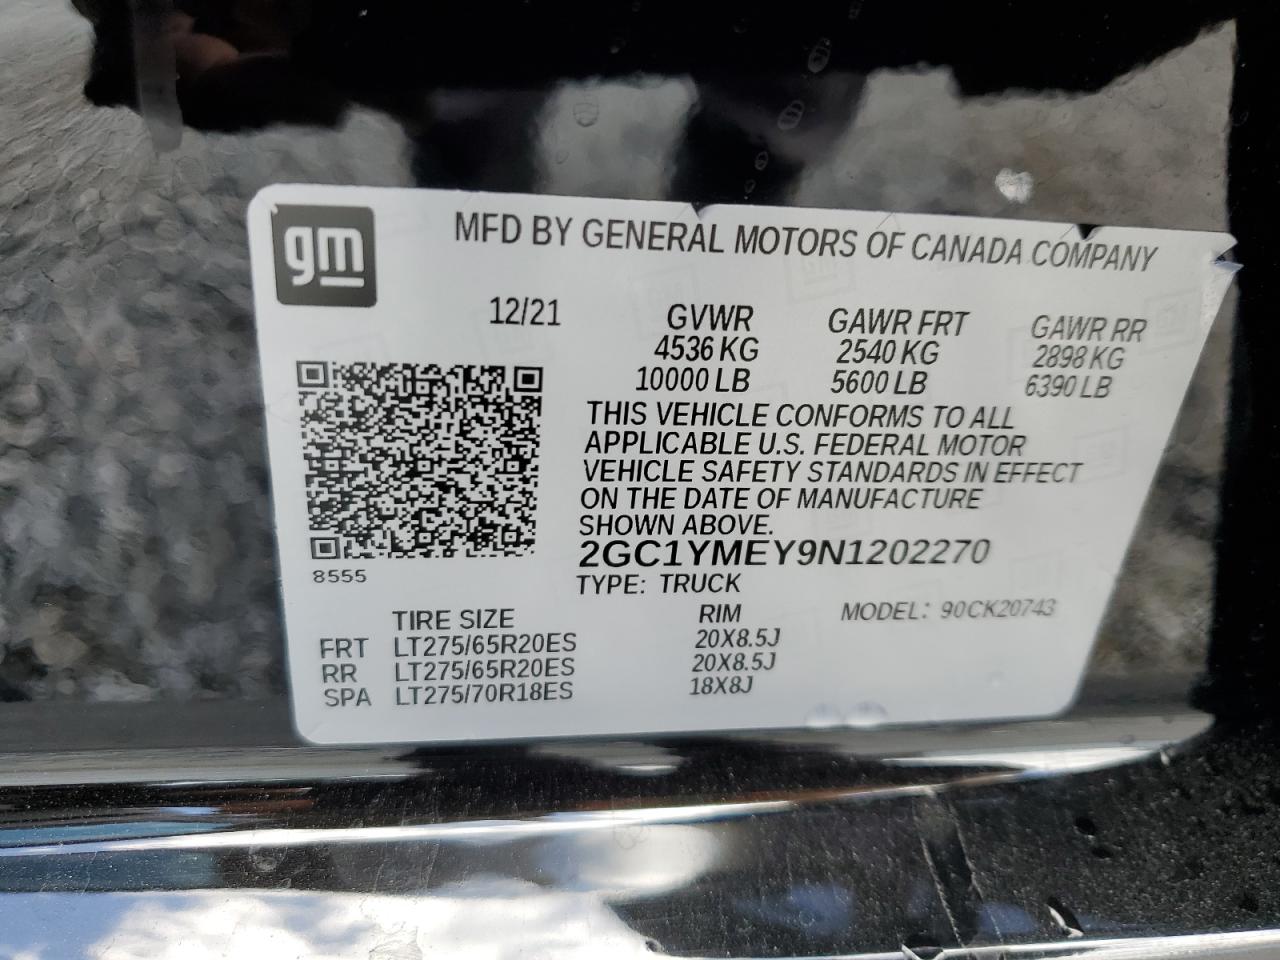 gm
MFD BY GENERAL MOTORS OF CANADA COMPANY
12/21 GVWR GAWR FRT GAWR RR
4536 KG 2540 KG 2898 KG
10000 LB 5600 LB 6390 LB
THIS VEHICLE CONFORMS TO ALL
APPLICABLE U.S. FEDERAL MOTOR
VEHICLE SAFETY STANDARDS IN EFFECT
ON THE DATE OF MANUFACTURE
SHOWN ABOVE.
2GC1YMEY9N1202270
8555
TYPE: TRUCK
TIRE SIZE RIM MODEL: 90CK20743
FRT LT275/65R20ES 20X8.5J
RR LT275/65R20ES 20X8.5J
SPA LT275/70R18ES 18X8J